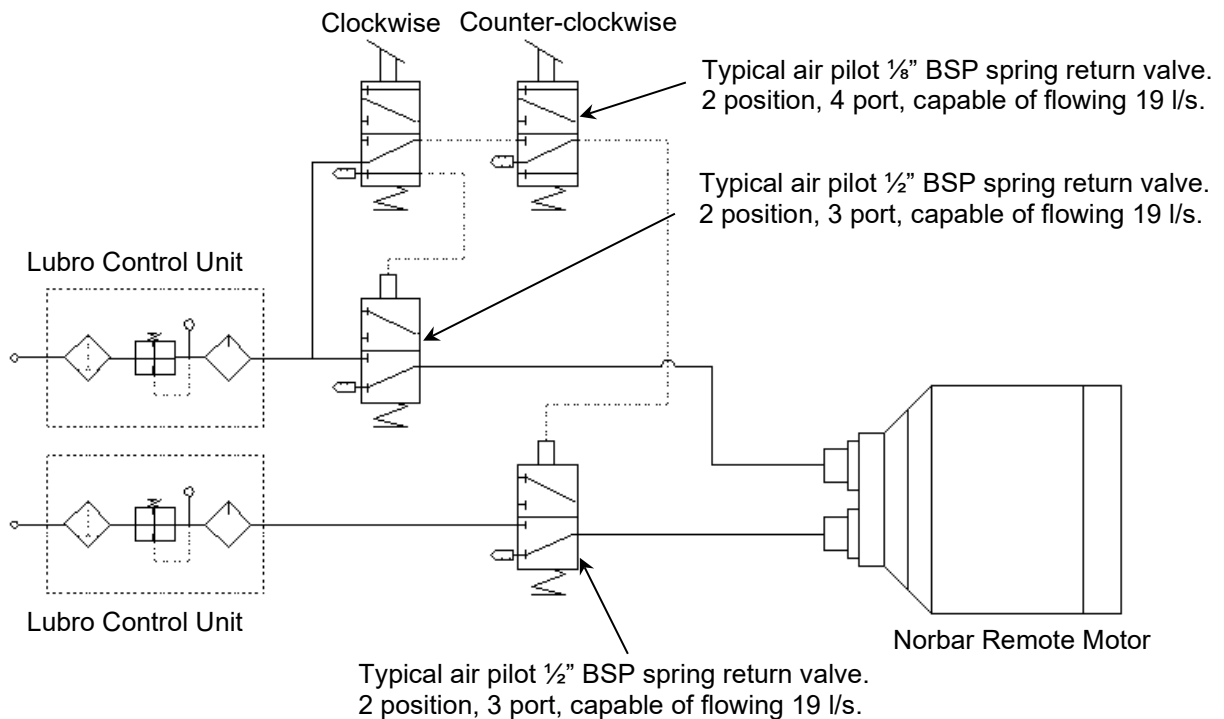 Clockwise
Counter-clockwise
Typical air pilot ⅛” BSP spring return valve.
2 position, 4 port, capable of flowing 19 l/s.
Typical air pilot ½” BSP spring return valve.
2 position, 3 port, capable of flowing 19 l/s.
Lubro Control Unit
Lubro Control Unit
Norbar Remote Motor
Typical air pilot ½” BSP spring return valve.
2 position, 3 port, capable of flowing 19 l/s.